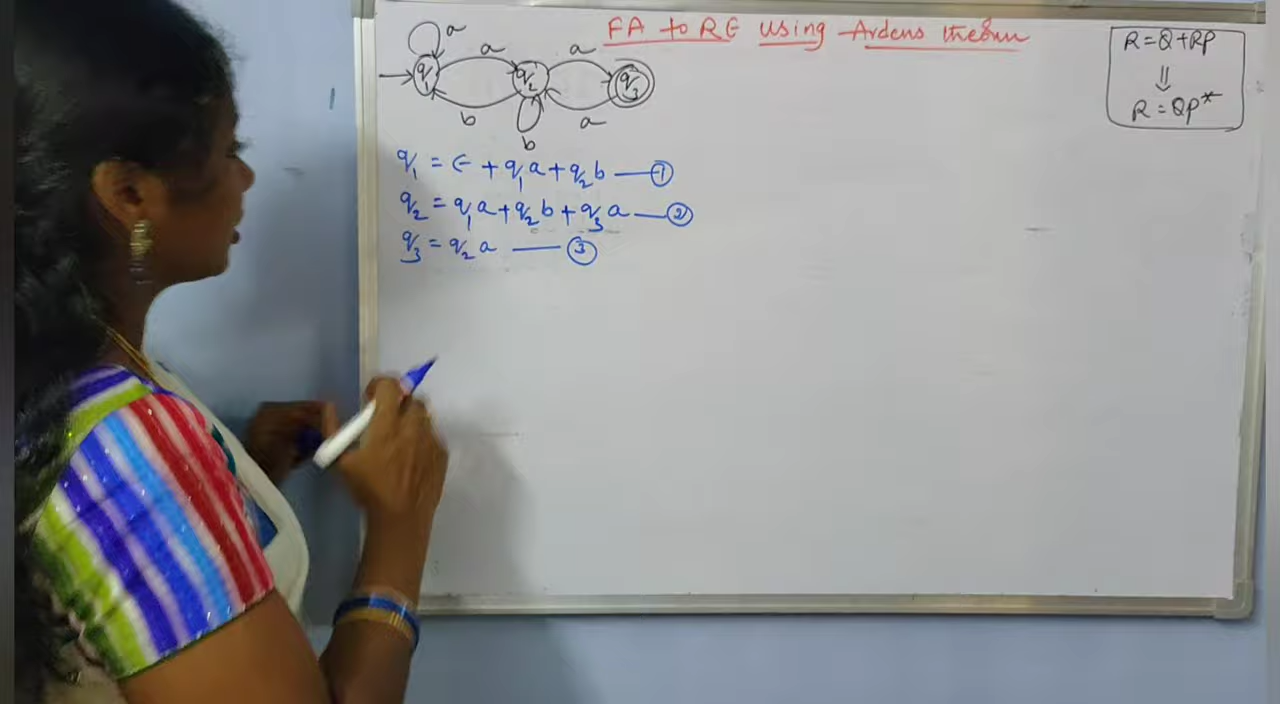 FA to RE using Ardens theorem
R=Q+RP
⇓
R=QP*
a
a
a
q1
q2
q3
b
b
a
q1 = ε + q1a + q2b —— ①
q2 = q1a + q2b + q3a —— ②
q3 = q2a —— ③